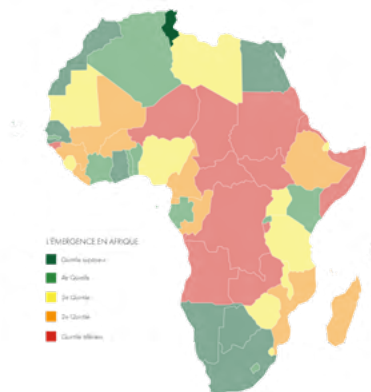 L'ÉMERGENCE EN AFRIQUE
Quintile supérieur
4e Quintile
3e Quintile
2e Quintile
Quintile inférieur